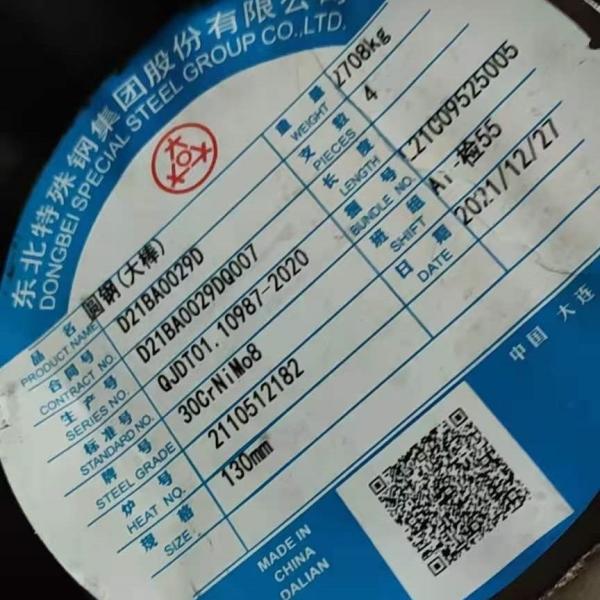 东北特殊钢集团股份有限公司
DONGBEI SPECIAL STEEL GROUP CO.,LTD.
品 名 圆钢(大棒)
PRODUCT NAME
合同号 D21BA0029D
CONTRACT NO.
生产号 D21BA0029DQ007
SERIES NO.
标准号 QJDT01.10987-2020
STANDARD NO.
牌 号 30CrNiMo8
STEEL GRADE
炉 号 2110512182
HEAT NO.
规 格 130mm
SIZE
重 量 2708kg
WEIGHT
支 数 4
PIECES
长 度
LENGTH
捆 号 L21C09525005
BUNDLE NO.
班 组 检55
SHIFT
日 期 2021/12/27
DATE
MADE IN
CHINA
DALIAN
中国 大连